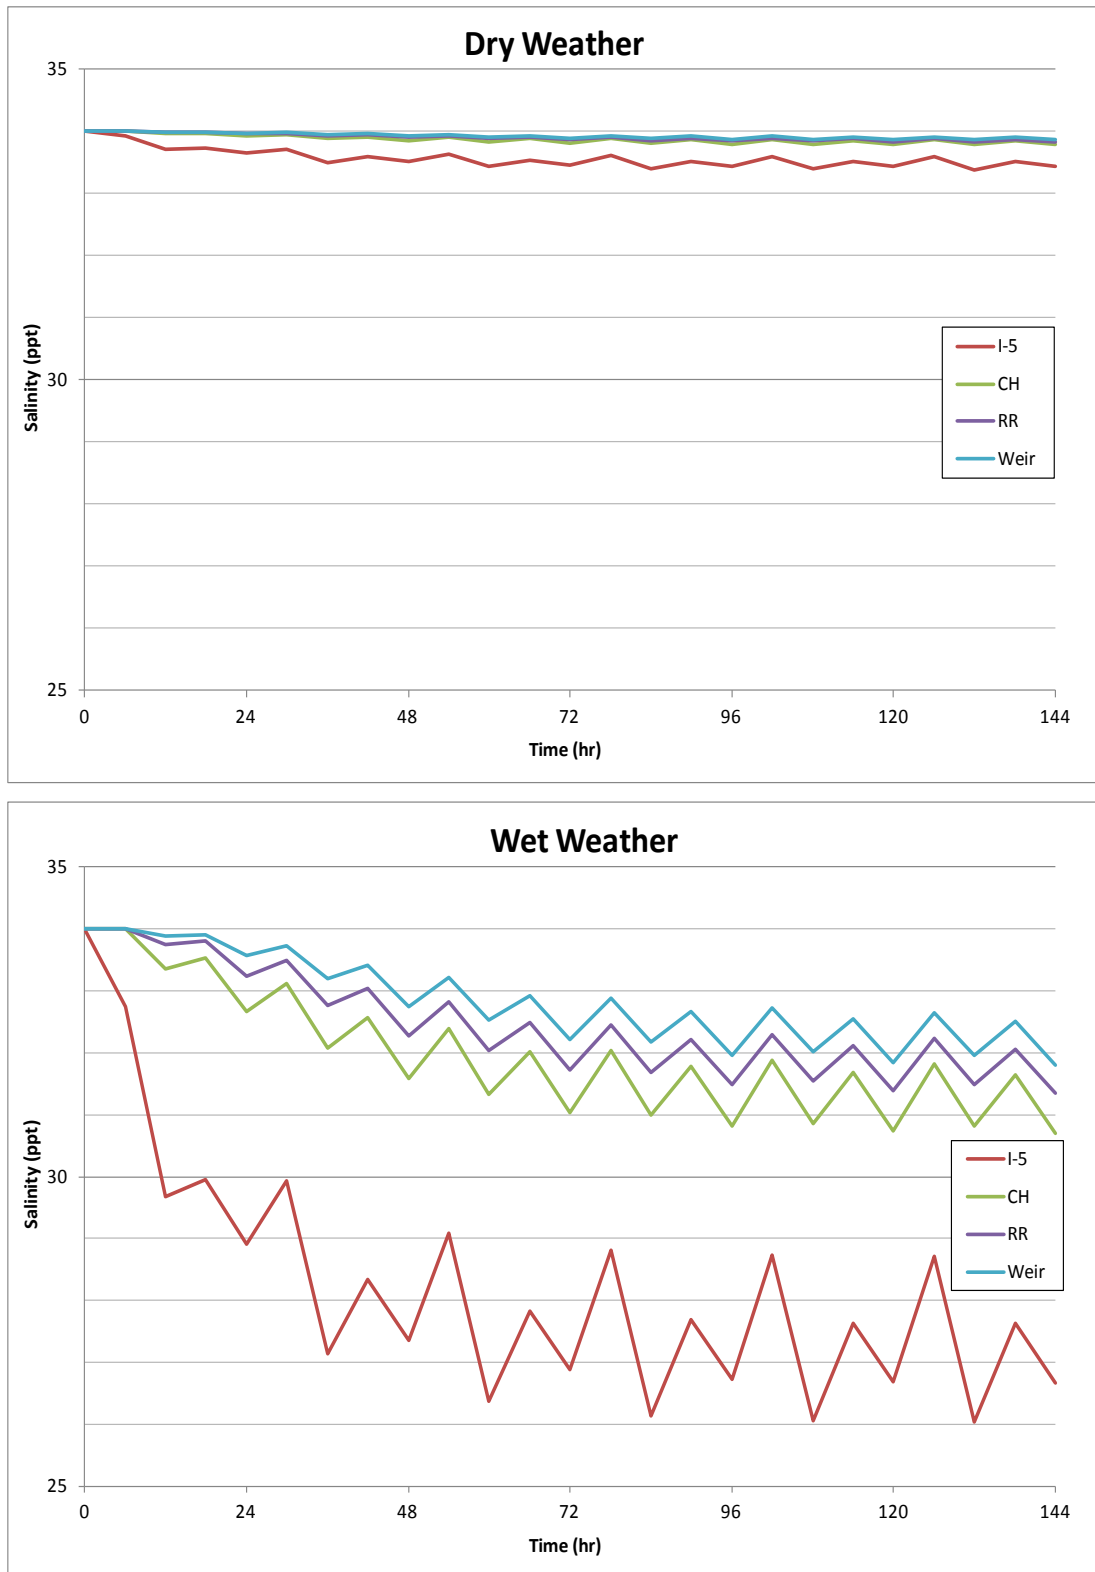 Dry Weather
35
30
25
Salinity (ppt)
0 24 48 72 96 120 144
Time (hr)
I-5
CH
RR
Weir
Wet Weather
35
30
25
Salinity (ppt)
0 24 48 72 96 120 144
Time (hr)
I-5
CH
RR
Weir